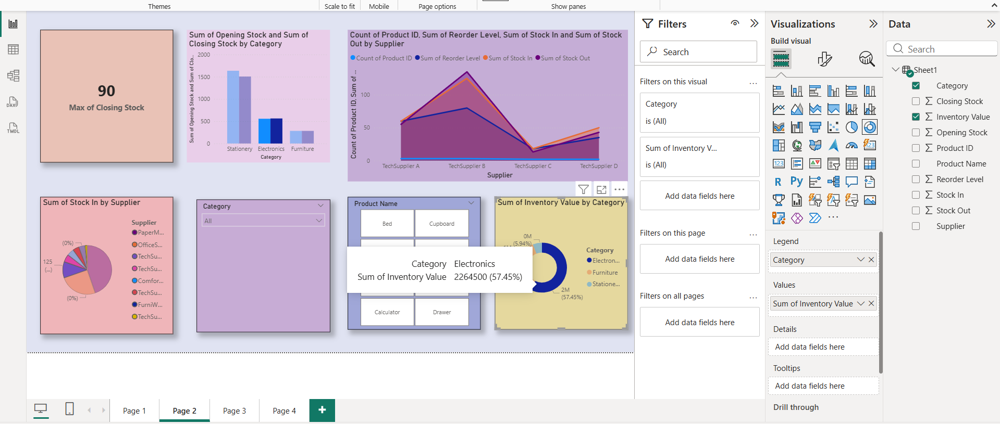 Themes
Scale to fit
Mobile
Page options
Show panes
90
Max of Closing Stock
Sum of Opening Stock and Sum of
Closing Stock by Category
Sum of Opening Stock and Sum of Clo...
2000
1500
1000
500
0
Stationery
Electronics
Furniture
Category
Count of Product ID, Sum of Reorder Level, Sum of Stock In and Sum of Stock
Out by Supplier
Count of Product ID
Sum of Reorder Level
Sum of Stock In
Sum of Stock Out
Count of Product ID, Sum of ...
100
50
0
TechSupplier A
TechSupplier B
TechSupplier C
TechSupplier D
Supplier
Sum of Stock In by Supplier
(0%)
125
(...)
(0%)
Supplier
PaperM...
OfficeS...
TechSu...
TechSu...
Comfor...
TechSu...
FurniW...
TechSu...
Category
All
Product Name
Bed
Cupboard
Calculator
Drawer
Category Electronics
Sum of Inventory Value 2264500 (57.45%)
Sum of Inventory Value by Category
0M
(5.94%)
2M
(57.45%)
Category
Electron...
Furniture
Statione...
Page 1
Page 2
Page 3
Page 4
+
Filters
Search
Filters on this visual
...
Category
is (All)
Sum of Inventory V...
is (All)
Add data fields here
Filters on this page
...
Add data fields here
Filters on all pages
...
Add data fields here
Visualizations
Build visual
123
123
R
Py
...
Legend
Category
Values
Sum of Inventory Value
Details
Add data fields here
Tooltips
Add data fields here
Drill through
Data
Search
Sheet1
Category
Σ Closing Stock
Σ Inventory Value
Σ Opening Stock
Σ Product ID
Product Name
Σ Reorder Level
Σ Stock In
Σ Stock Out
Supplier
DAX
TMDL